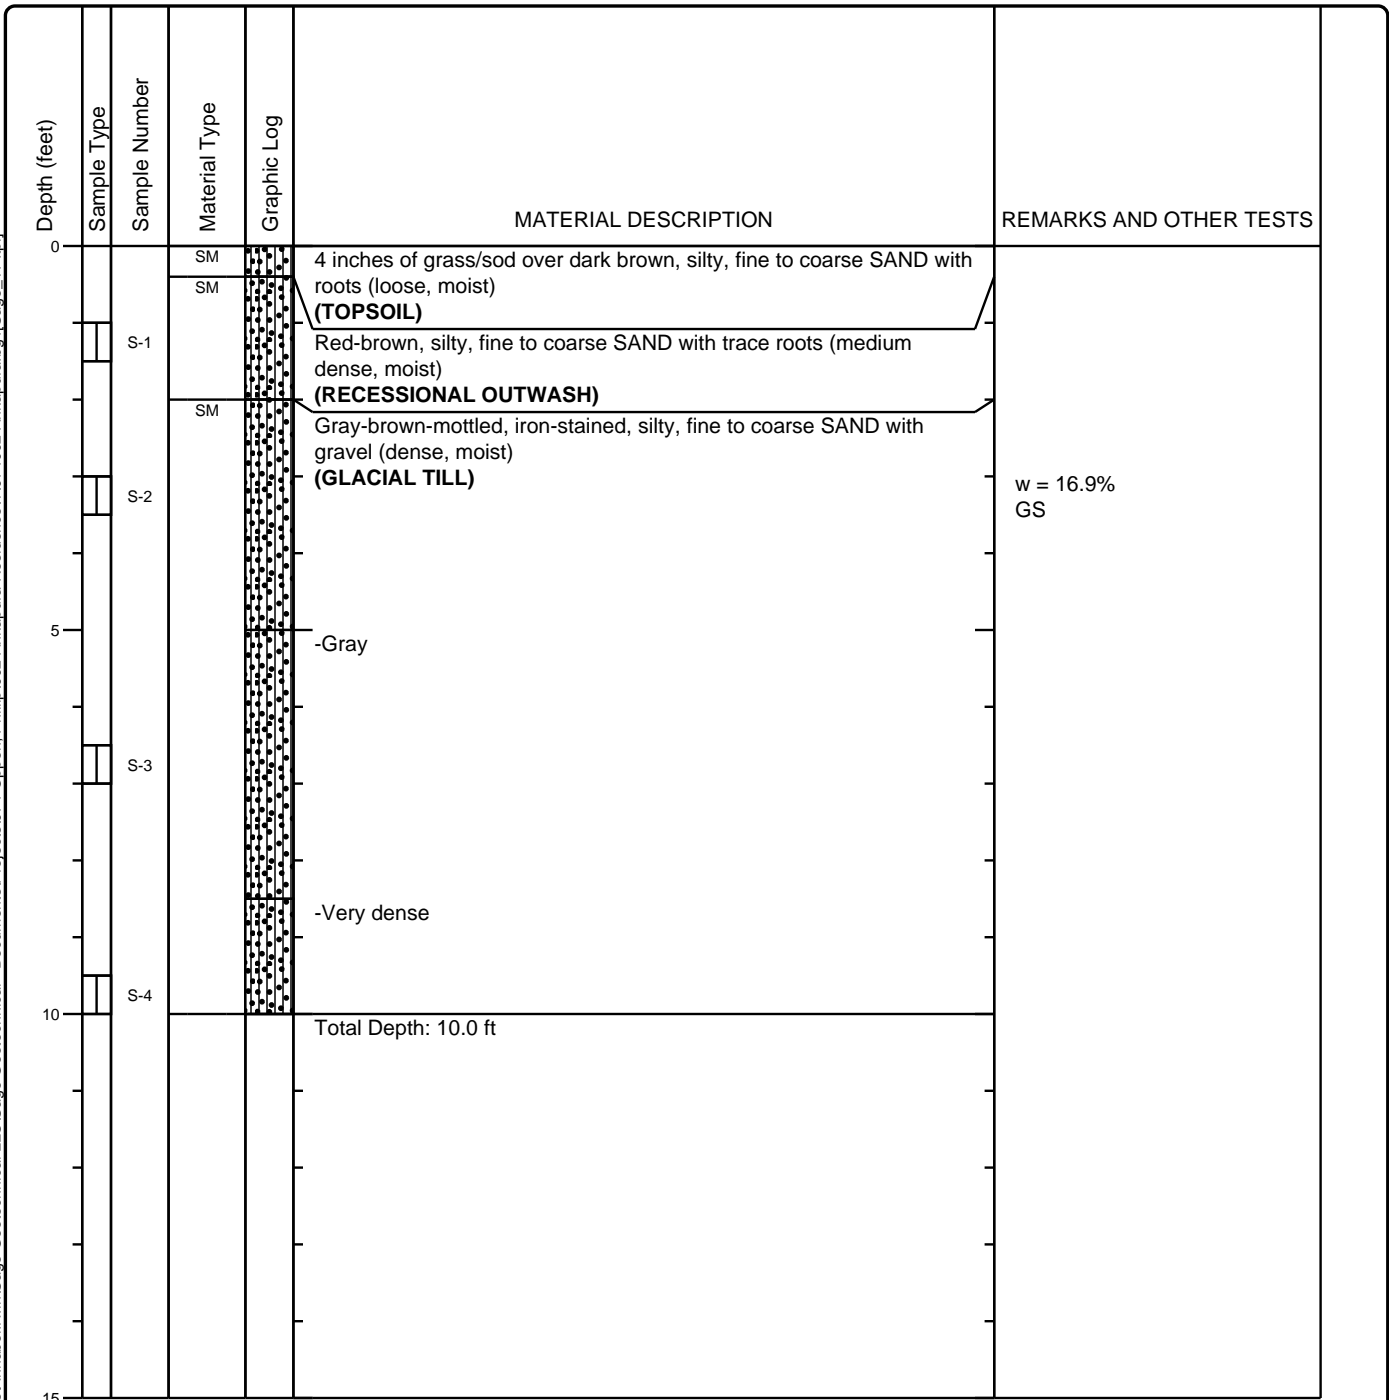 Depth (feet)
Sample Type
Sample Number
Material Type
Graphic Log
MATERIAL DESCRIPTION
REMARKS AND OTHER TESTS
0
SM
4 inches of grass/sod over dark brown, silty, fine to coarse SAND with
roots (loose, moist)
(TOPSOIL)
SM
S-1
Red-brown, silty, fine to coarse SAND with trace roots (medium
dense, moist)
(RECESSIONAL OUTWASH)
SM
Gray-brown-mottled, iron-stained, silty, fine to coarse SAND with
gravel (dense, moist)
(GLACIAL TILL)
S-2
w = 16.9%
GS
5
-Gray
S-3
-Very dense
S-4
10
Total Depth: 10.0 ft
15